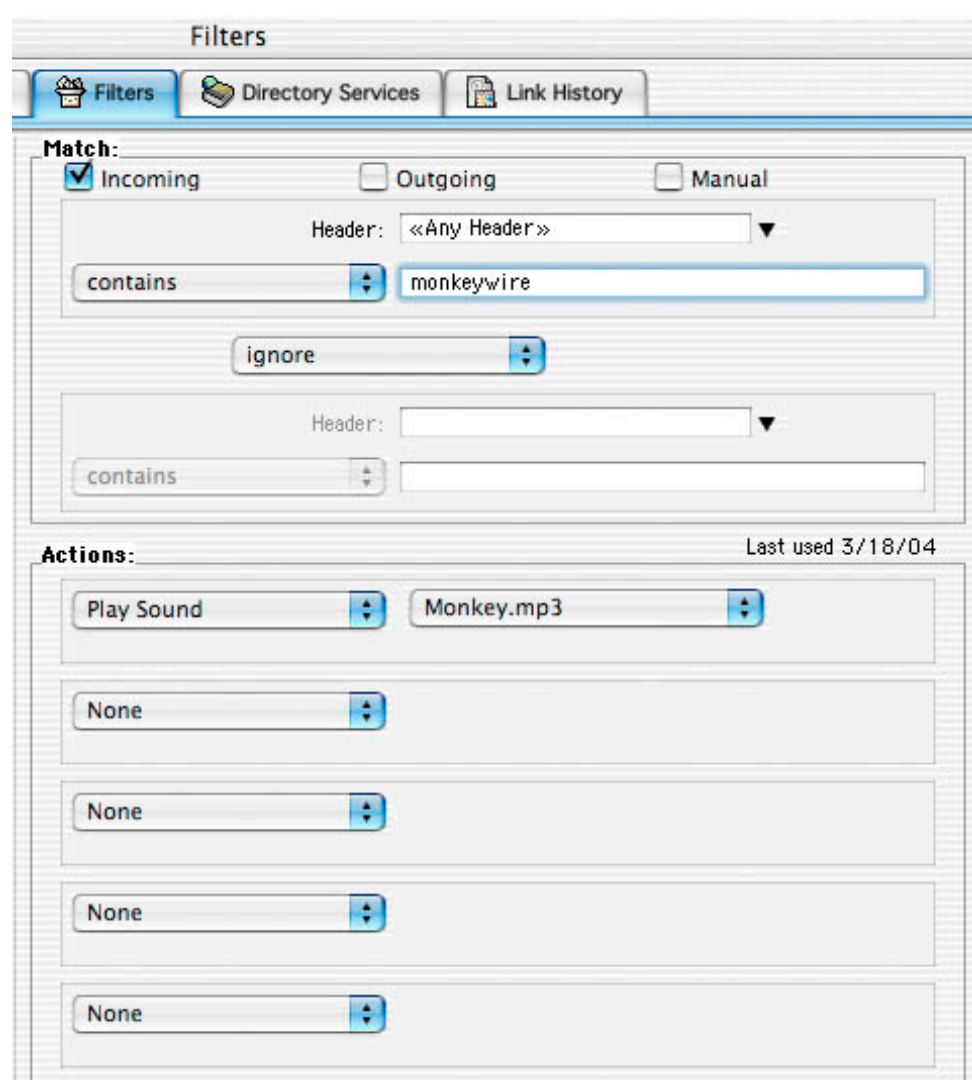 Filters
Filters Directory Services Link History
Match:
Incoming Outgoing Manual
Header: «Any Header»
contains monkeywire
ignore
Header:
contains
Actions: Last used 3/18/04
Play Sound Monkey.mp3
None
None
None
None